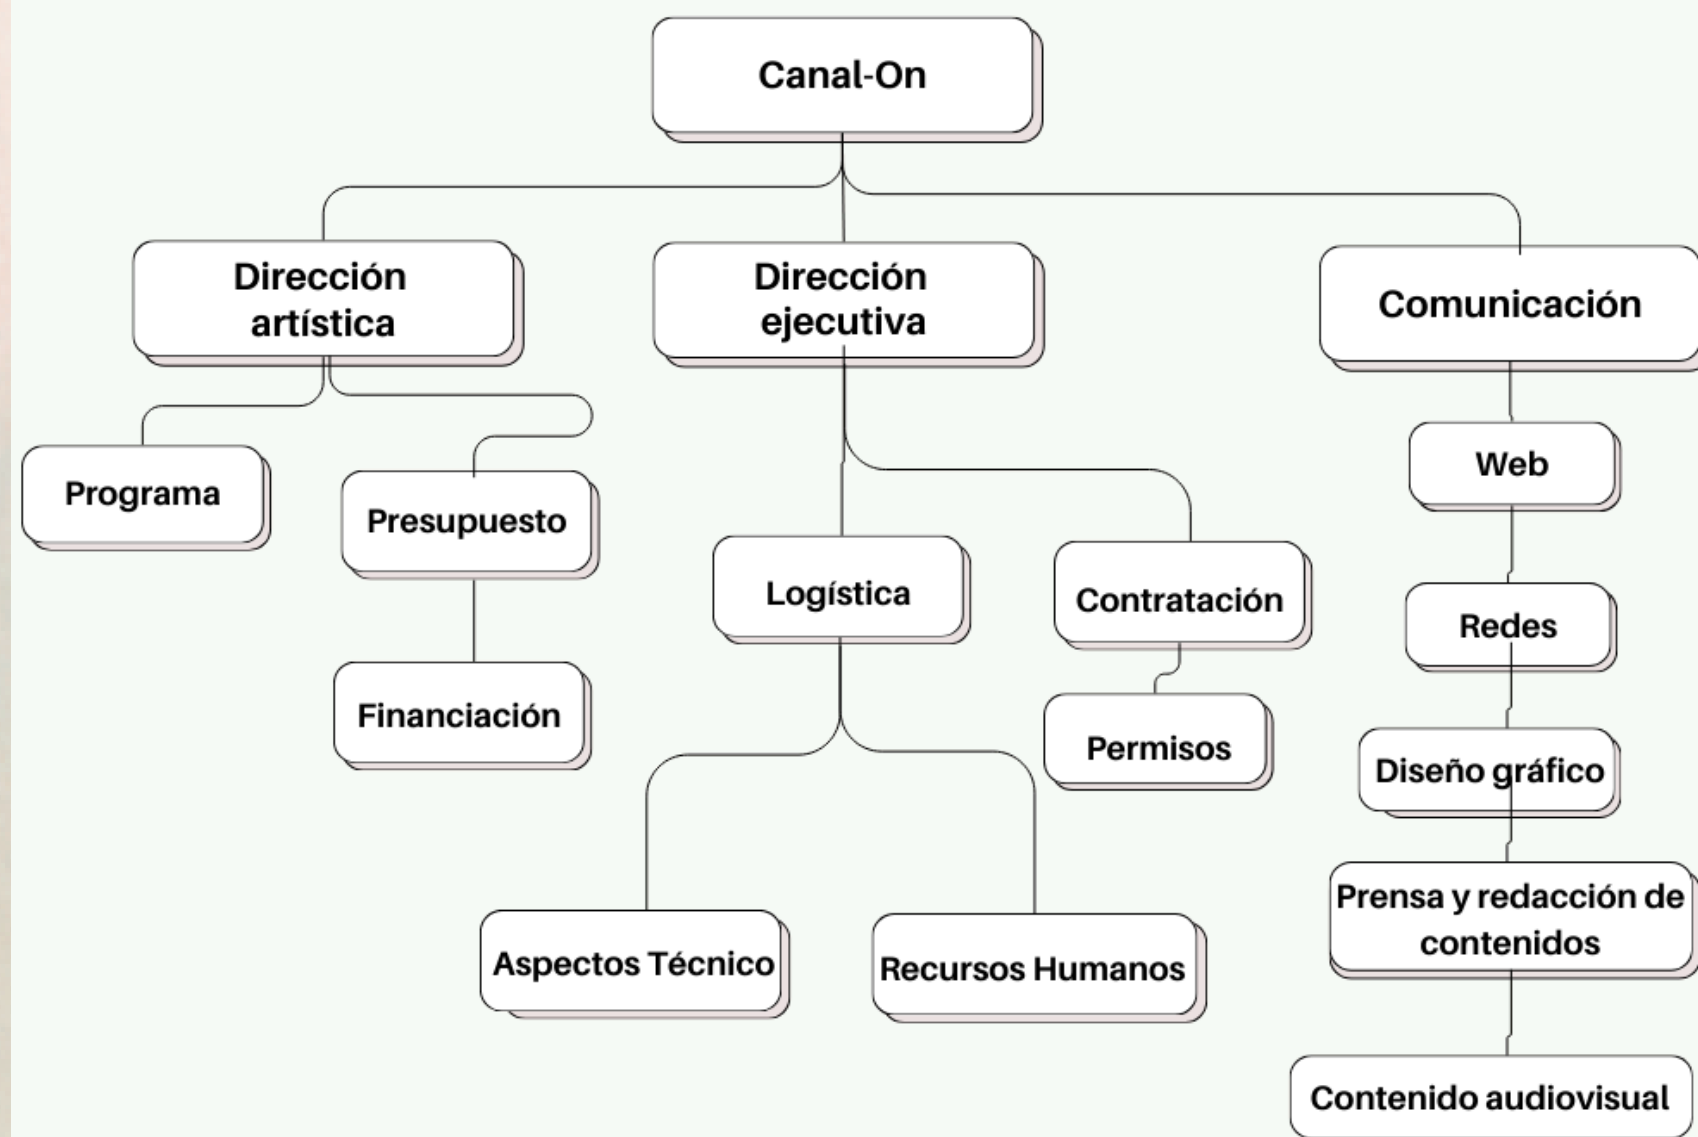 Canal-On
Dirección
artística
Dirección
ejecutiva
Comunicación
Programa
Presupuesto
Financiación
Logística
Contratación
Permisos
Aspectos Técnico
Recursos Humanos
Web
Redes
Diseño gráfico
Prensa y redacción de
contenidos
Contenido audiovisual